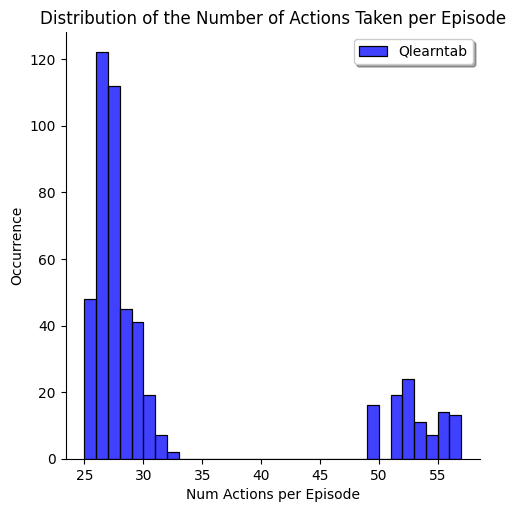 Distribution of the Number of Actions Taken per Episode
Qlearntab
120
100
80
60
40
20
0
Occurrence
25 30 35 40 45 50 55
Num Actions per Episode